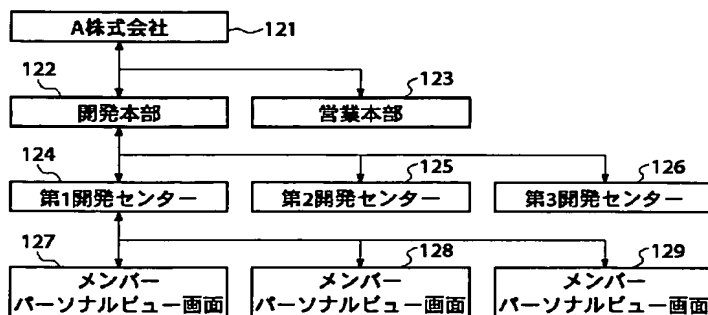 A株式会社
121
122
123
開発本部
営業本部
124
125
126
第1開発センター
第2開発センター
第3開発センター
127
128
129
メンバー
パーソナルビュー画面
メンバー
パーソナルビュー画面
メンバー
パーソナルビュー画面